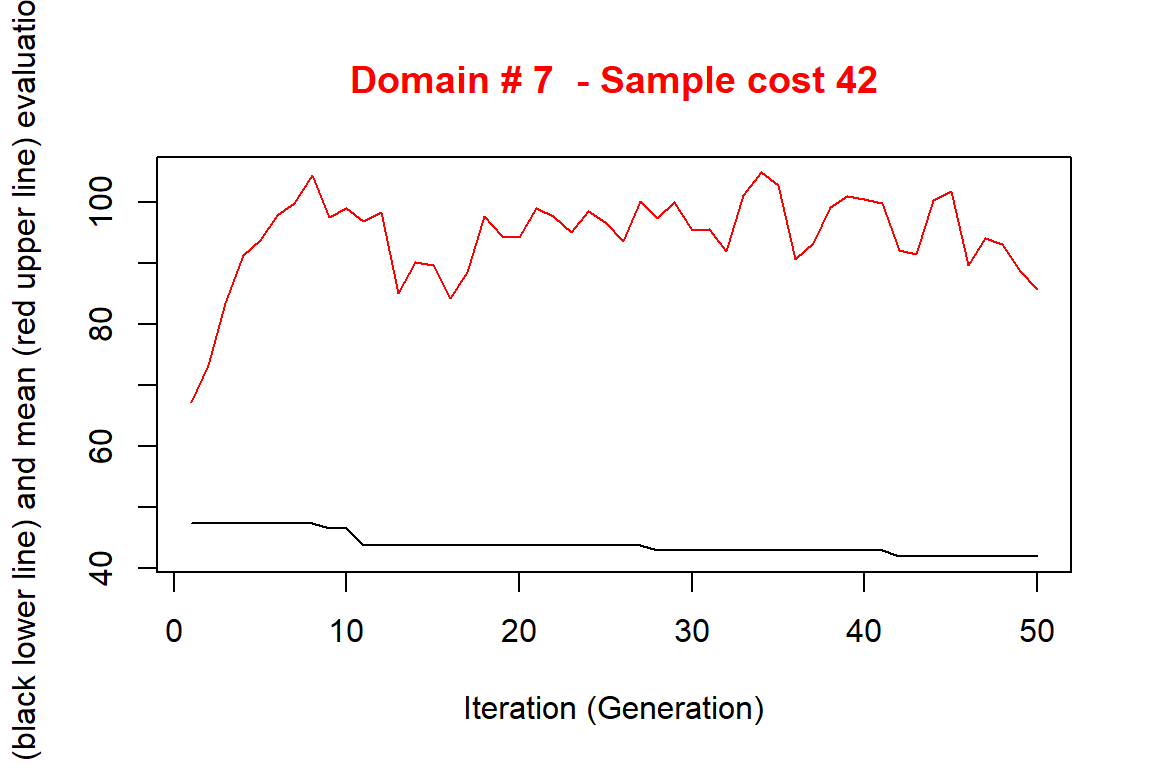 Domain # 7  - Sample cost 42
(black lower line) and mean (red upper line) evaluatio
100
80
60
40
0 10 20 30 40 50
Iteration (Generation)